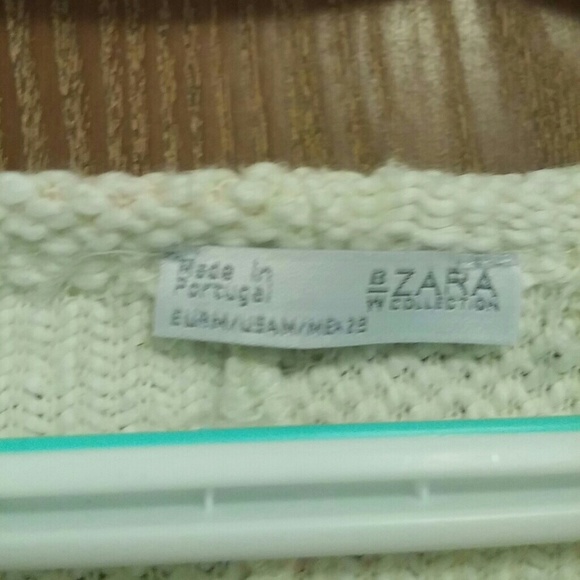 Made in
Portugal
B
W
ZARA
COLLECTION
EUR M/USA M/MEX 28